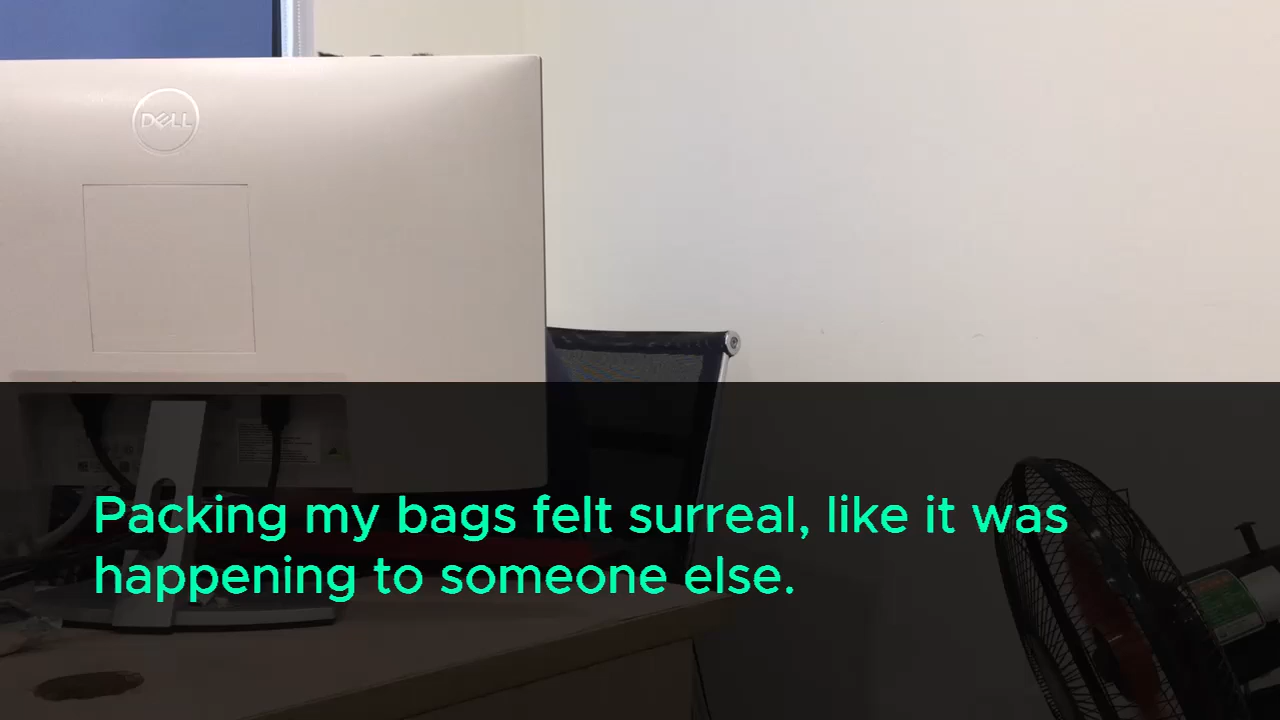 DELL
Packing my bags felt surreal, like it was
happening to someone else.